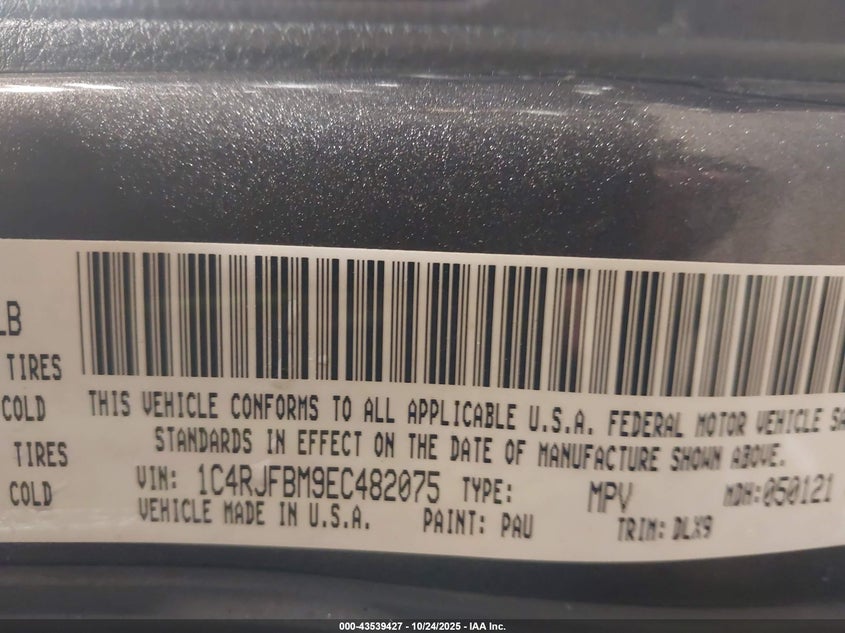 LB
TIRES
COLD
TIRES
COLD
THIS VEHICLE CONFORMS TO ALL APPLICABLE U.S.A. FEDERAL MOTOR VEHICLE SA
STANDARDS IN EFFECT ON THE DATE OF MANUFACTURE SHOWN ABOVE.
VIN: 1C4RJFBM9EC482075 TYPE: MPV MDH:050121
VEHICLE MADE IN U.S.A. PAINT: PAU TRIM: DLX9
000-43539427 - 10/24/2025 - IAA Inc.